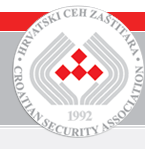 • HRVATSKI CEH ZAŠTITARA •
1992
CROATIAN SECURITY ASSOCIATION